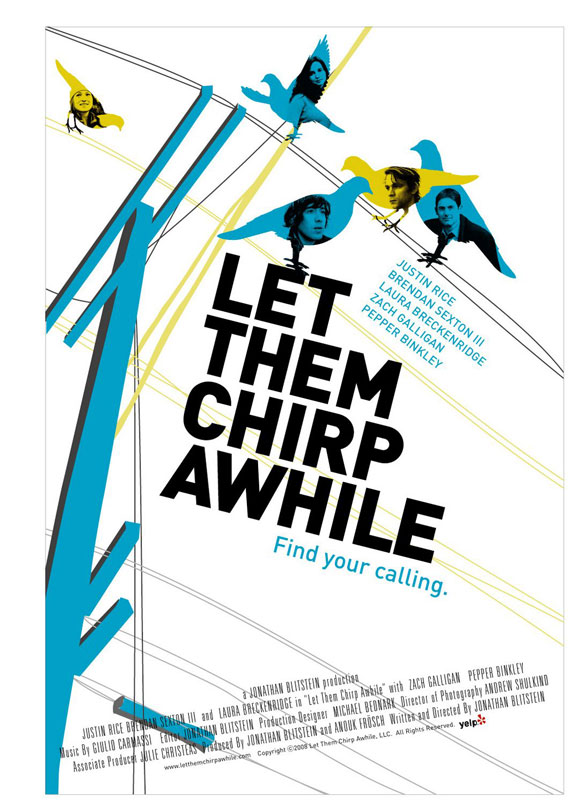 JUSTIN RICE
BRENDAN SEXTON III
LAURA BRECKENRIDGE
ZACH GALLIGAN
PEPPER BINKLEY
LET
THEM
CHIRP
AWHILE
Find your calling.
a JONATHAN BLITSTEIN production
JUSTIN RICE BRENDAN SEXTON III and LAURA BRECKENRIDGE in "Let Them Chirp Awhile" with ZACH GALLIGAN PEPPER BINKLEY
Music By GIULIO CARMASSI Editor JONATHAN BLITSTEIN Production Designer MICHAEL BEDNARK Director of Photography ANDREW SHULKIND
Associate Producer JULIE CHRISTEAS Produced By JONATHAN BLITSTEIN and ANOUK FRÖSCH Written and Directed By JONATHAN BLITSTEIN
www.letthemchirpawhile.com Copyright ©2008 Let Them Chirp Awhile, LLC. All Rights Reserved. yelp